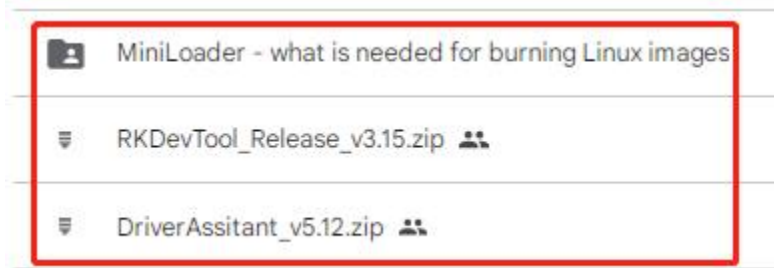 MiniLoader - what is needed for burning Linux images
RKDevTool_Release_v3.15.zip
DriverAssitant_v5.12.zip